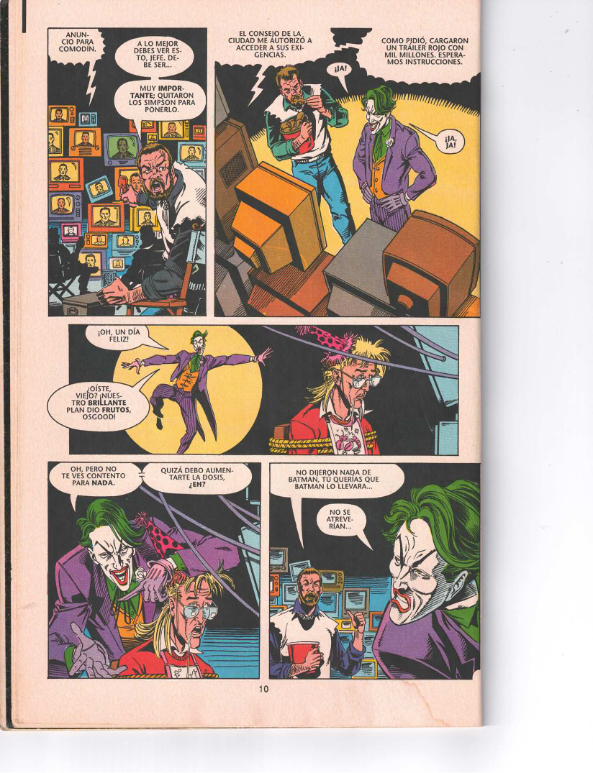 ANUN-
CIO PARA
COMODÍN.
A LO MEJOR
DEBES VER ES-
TO, JEFE. DE-
BE SER...
MUY IMPOR-
TANTE; QUITARON
LOS SIMPSON PARA
PONERLO.
EL CONSEJO DE LA
CIUDAD ME AUTORIZÓ A
ACCEDER A SUS EXI-
GENCIAS.
¡JA!
COMO PIDIÓ, CARGARON
UN TRÁILER ROJO CON
MIL MILLONES. ESPERA-
MOS INSTRUCCIONES.
¡JA,
JA!
¡OH, UN DÍA
FELIZ!
¿OÍSTE,
VIEJO? ¡NUES-
TRO BRILLANTE
PLAN DIO FRUTOS,
OSGOOD!
OH, PERO NO
TE VES CONTENTO
PARA NADA.
QUIZÁ DEBO AUMEN-
TARTE LA DOSIS,
¿EH?
NO DIJERON NADA DE
BATMAN, TÚ QUERÍAS QUE
BATMAN LO LLEVARA...
NO SE
ATREVE-
RÍAN...
10